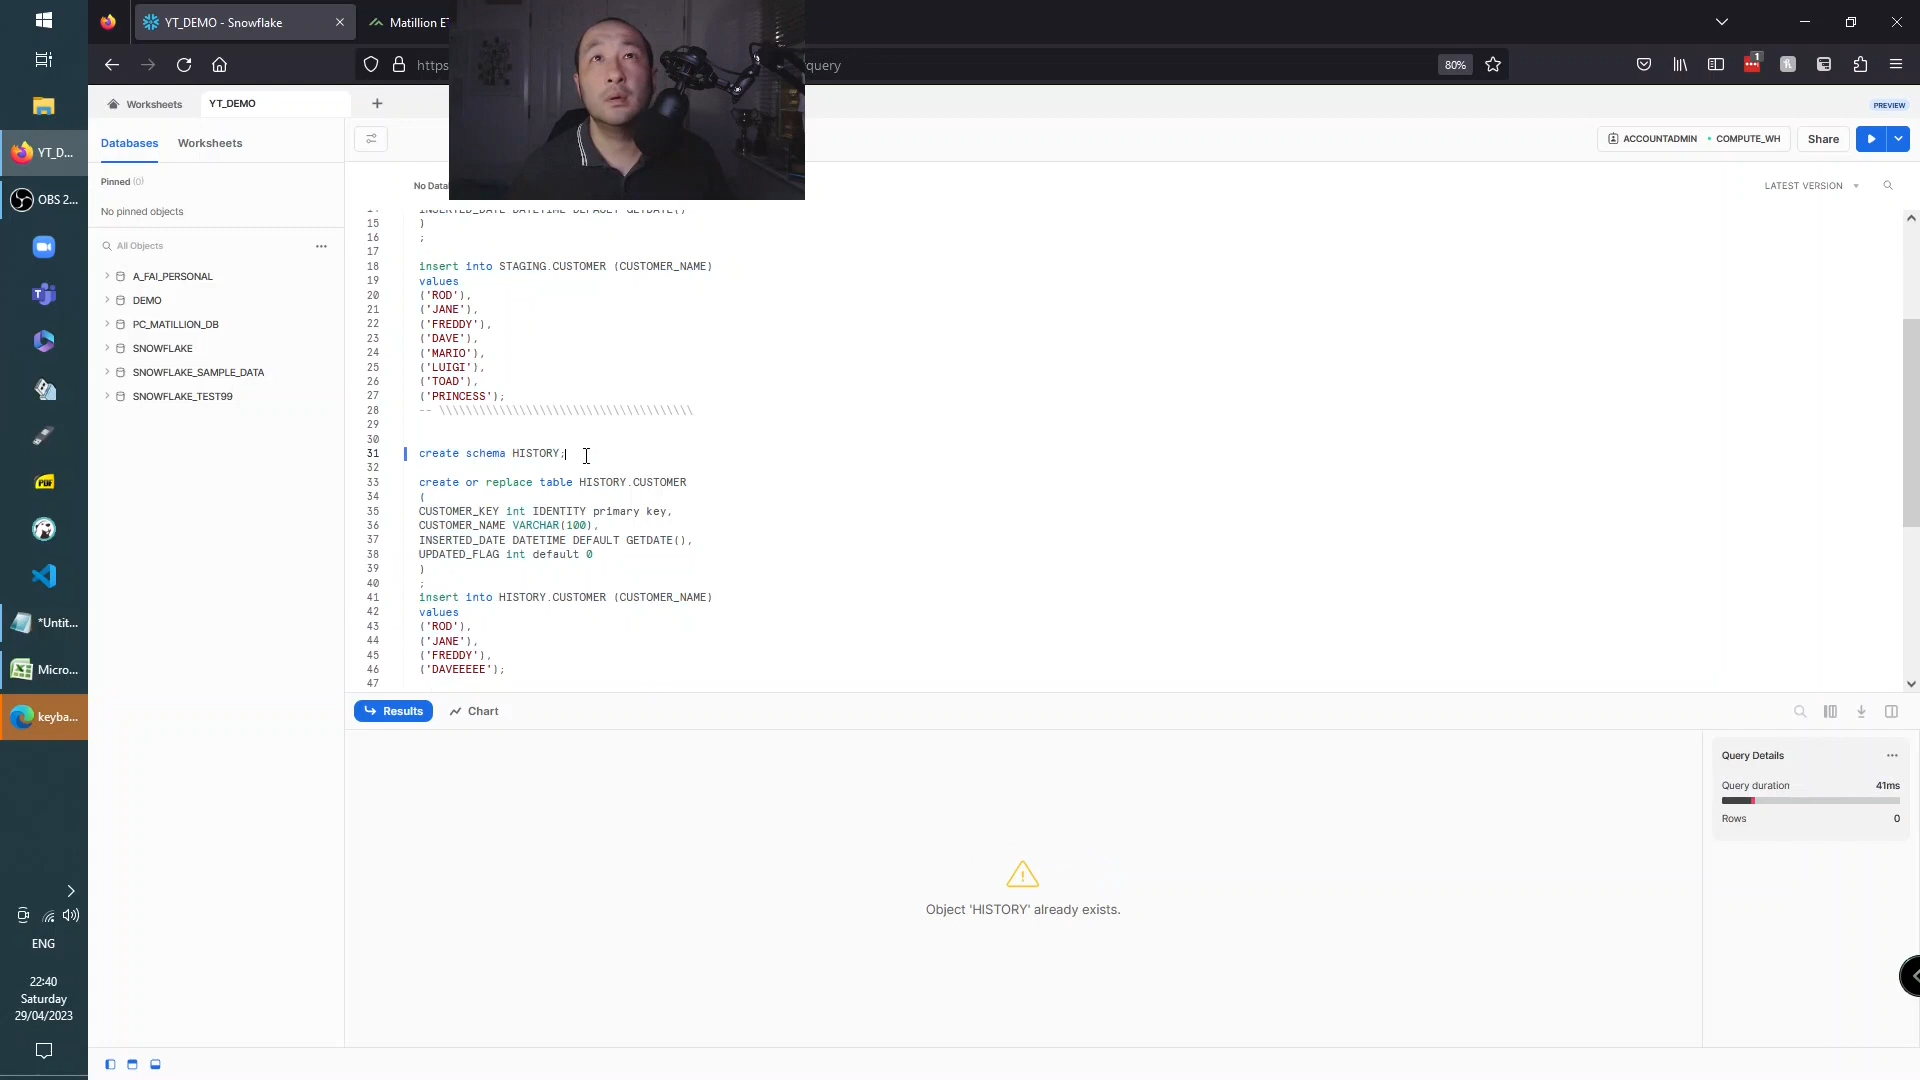 YT_DEMO - Snowflake
Matillion ET
https
query
80%
1
Worksheets
YT_DEMO
PREVIEW
Databases
Worksheets
ACCOUNTADMIN
COMPUTE_WH
Share
Pinned (0)
No pinned objects
All Objects
A_FAI_PERSONAL
DEMO
PC_MATILLION_DB
SNOWFLAKE
SNOWFLAKE_SAMPLE_DATA
SNOWFLAKE_TEST99
LATEST VERSION
14 INSERTED_DATE DATETIME DEFAULT GETDATE()
15 )
16 ;
17
18 insert into STAGING.CUSTOMER (CUSTOMER_NAME)
19 values
20 ('ROD'),
21 ('JANE'),
22 ('FREDDY'),
23 ('DAVE'),
24 ('MARIO'),
25 ('LUIGI'),
26 ('TOAD'),
27 ('PRINCESS');
28 -- \\\\\\\\\\\\\\\\\\\\\\\\\\\\\\\\\\\\\\
29
30
31 create schema HISTORY;
32
33 create or replace table HISTORY.CUSTOMER
34 (
35 CUSTOMER_KEY int IDENTITY primary key,
36 CUSTOMER_NAME VARCHAR(100),
37 INSERTED_DATE DATETIME DEFAULT GETDATE(),
38 UPDATED_FLAG int default 0
39 )
40 ;
41 insert into HISTORY.CUSTOMER (CUSTOMER_NAME)
42 values
43 ('ROD'),
44 ('JANE'),
45 ('FREDDY'),
46 ('DAVEEEEE');
47
Results
Chart
Query Details
Query duration 41ms
Rows 0
Object 'HISTORY' already exists.
YT_D...
OBS 2...
PDF
*Untit...
Micro...
keyba...
ENG
22:40
Saturday
29/04/2023